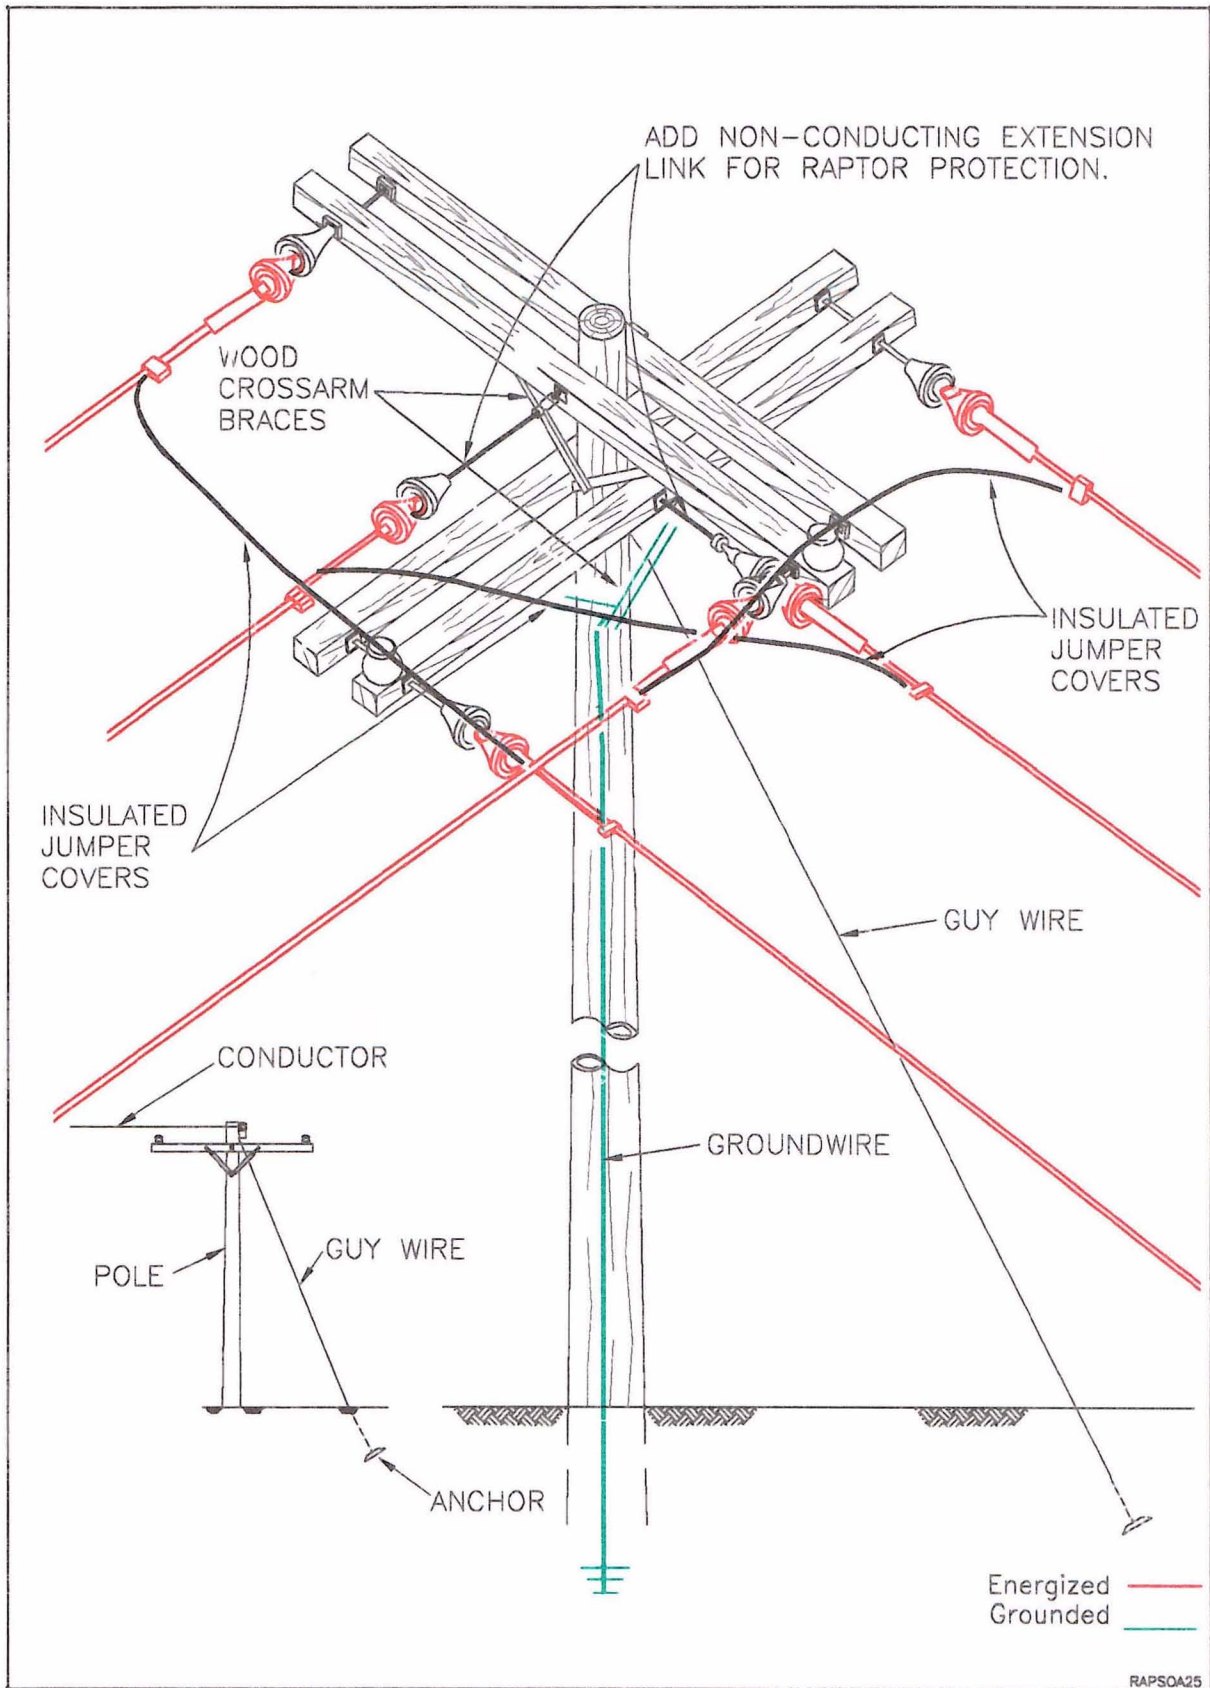 ADD NON-CONDUCTING EXTENSION
LINK FOR RAPTOR PROTECTION.
WOOD
CROSSARM
BRACES
INSULATED
JUMPER
COVERS
INSULATED
JUMPER
COVERS
GUY WIRE
CONDUCTOR
GROUNDWIRE
GUY WIRE
POLE
ANCHOR
Energized
Grounded
RAPSOA25